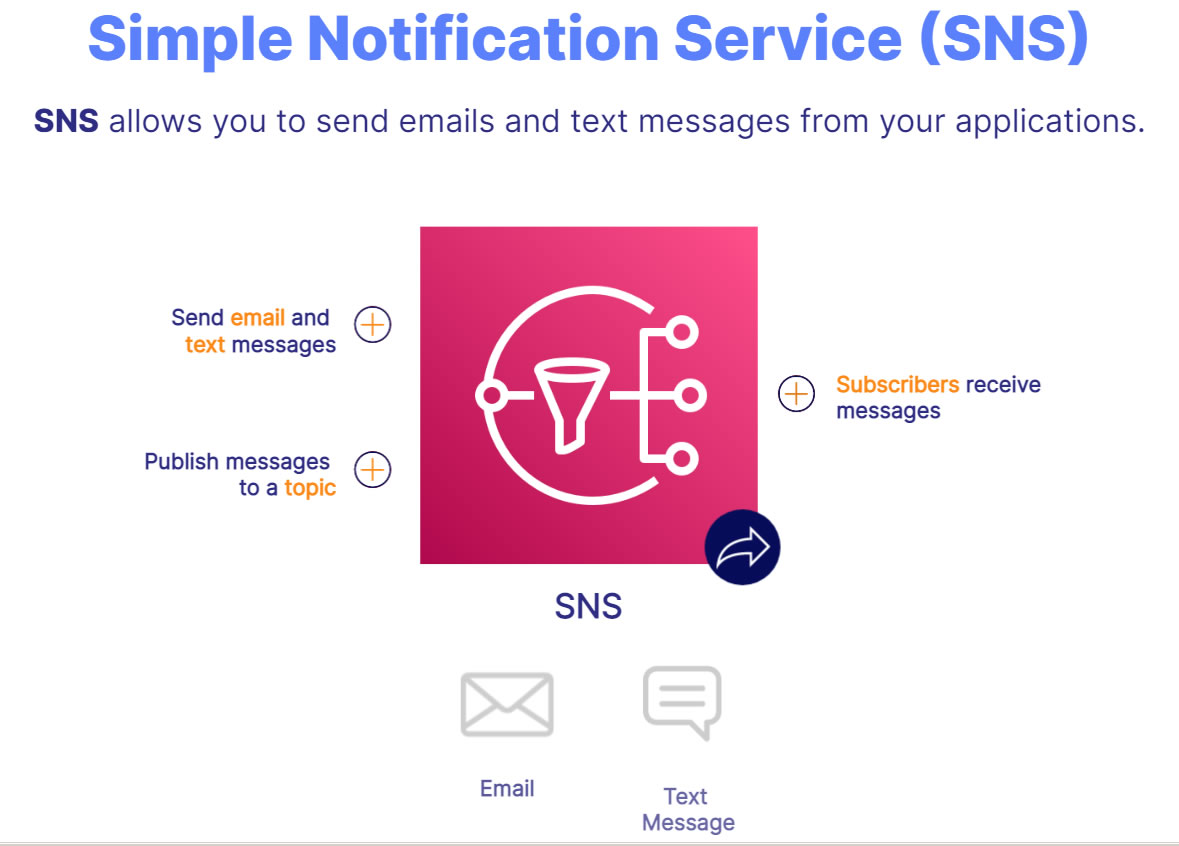 Simple Notification Service (SNS)
SNS allows you to send emails and text messages from your applications.
Send email and
text messages
Publish messages
to a topic
Subscribers receive
messages
SNS
Email
Text
Message